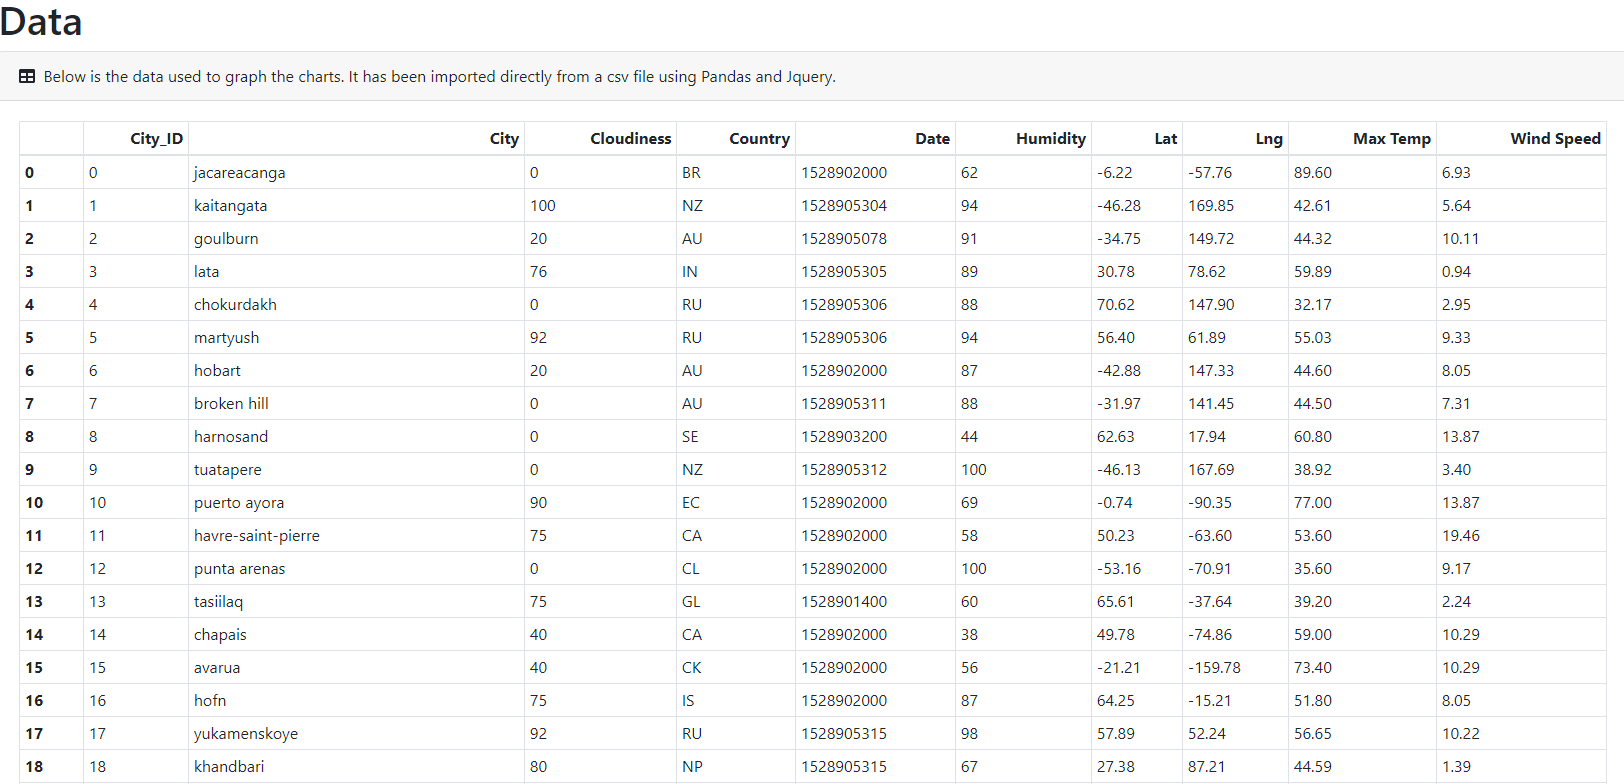 Data
Below is the data used to graph the charts. It has been imported directly from a csv file using Pandas and Jquery.
City_ID City Cloudiness Country Date Humidity Lat Lng Max Temp Wind Speed
0 0 jacareacanga 0 BR 1528902000 62 -6.22 -57.76 89.60 6.93
1 1 kaitangata 100 NZ 1528905304 94 -46.28 169.85 42.61 5.64
2 2 goulburn 20 AU 1528905078 91 -34.75 149.72 44.32 10.11
3 3 lata 76 IN 1528905305 89 30.78 78.62 59.89 0.94
4 4 chokurdakh 0 RU 1528905306 88 70.62 147.90 32.17 2.95
5 5 martyush 92 RU 1528905306 94 56.40 61.89 55.03 9.33
6 6 hobart 20 AU 1528902000 87 -42.88 147.33 44.60 8.05
7 7 broken hill 0 AU 1528905311 88 -31.97 141.45 44.50 7.31
8 8 harnosand 0 SE 1528903200 44 62.63 17.94 60.80 13.87
9 9 tuatapere 0 NZ 1528905312 100 -46.13 167.69 38.92 3.40
10 10 puerto ayora 90 EC 1528902000 69 -0.74 -90.35 77.00 13.87
11 11 havre-saint-pierre 75 CA 1528902000 58 50.23 -63.60 53.60 19.46
12 12 punta arenas 0 CL 1528902000 100 -53.16 -70.91 35.60 9.17
13 13 tasiilaq 75 GL 1528901400 60 65.61 -37.64 39.20 2.24
14 14 chapais 40 CA 1528902000 38 49.78 -74.86 59.00 10.29
15 15 avarua 40 CK 1528902000 56 -21.21 -159.78 73.40 10.29
16 16 hofn 75 IS 1528902000 87 64.25 -15.21 51.80 8.05
17 17 yukamenskoye 92 RU 1528905315 98 57.89 52.24 56.65 10.22
18 18 khandbari 80 NP 1528905315 67 27.38 87.21 44.59 1.39